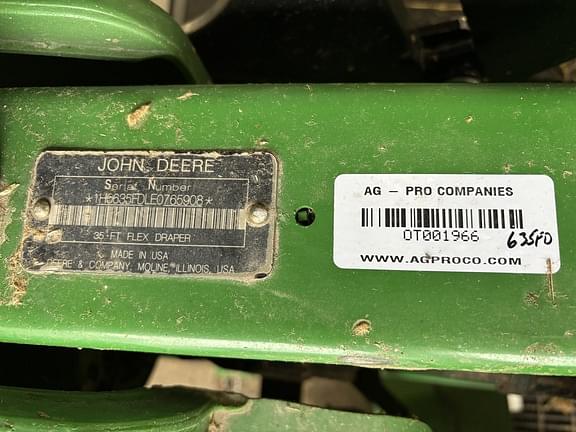 JOHN DEERE
Serial Number
*1H6635FDLE0765908*
35-FT FLEX DRAPER
MADE IN USA
DEERE & COMPANY, MOLINE, ILLINOIS, USA
AG - PRO COMPANIES
OT001966 635FD
WWW.AGPROCO.COM